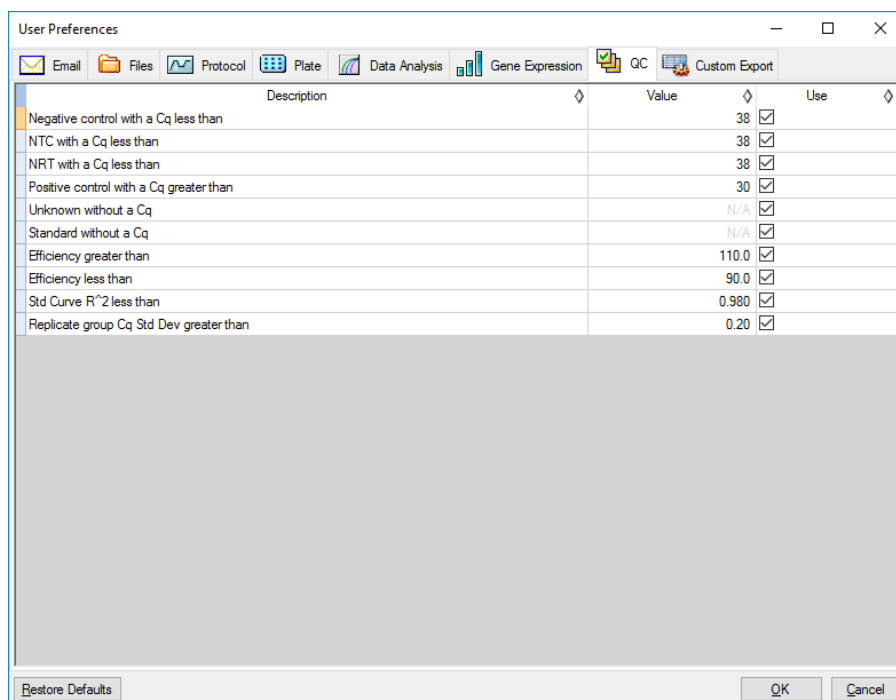 User Preferences
Email Files Protocol Plate Data Analysis Gene Expression QC Custom Export
Description Value Use
Negative control with a Cq less than 38
NTC with a Cq less than 38
NRT with a Cq less than 38
Positive control with a Cq greater than 30
Unknown without a Cq N/A
Standard without a Cq N/A
Efficiency greater than 110.0
Efficiency less than 90.0
Std Curve R^2 less than 0.980
Replicate group Cq Std Dev greater than 0.20
Restore Defaults OK Cancel